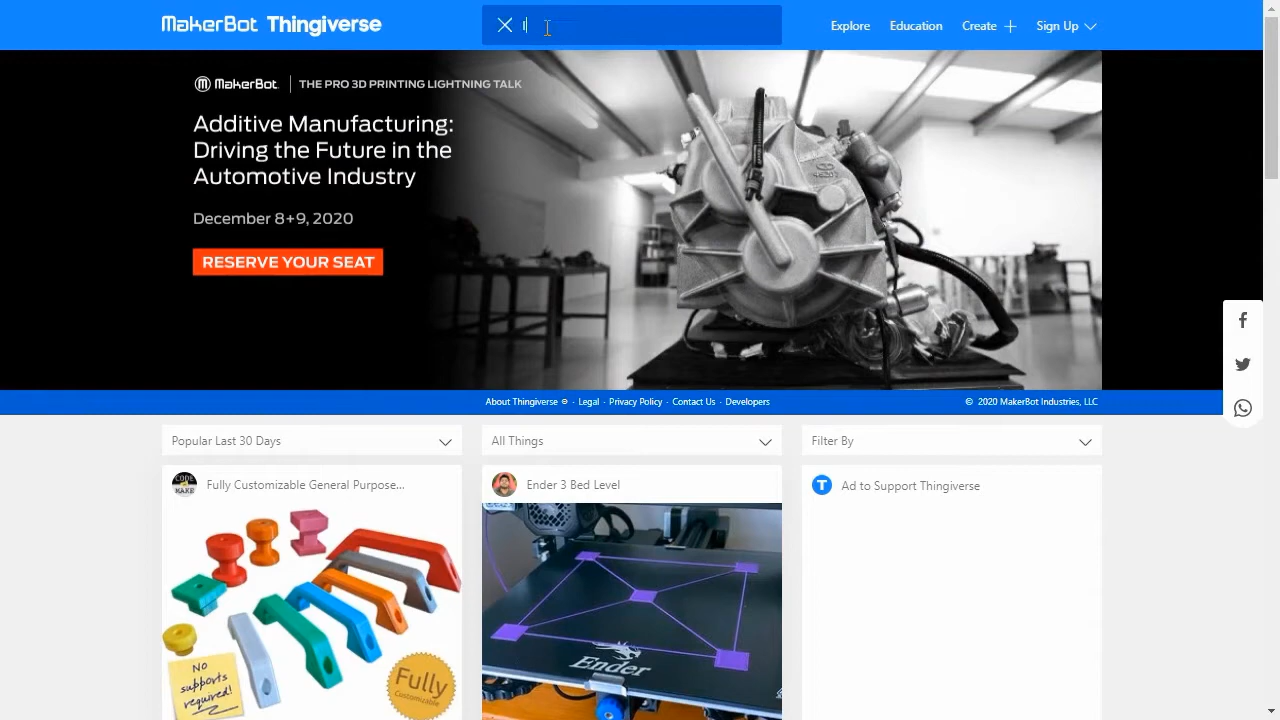 MakerBot Thingiverse
Explore
Education
Create
Sign Up
MakerBot. THE PRO 3D PRINTING LIGHTNING TALK
Additive Manufacturing:
Driving the Future in the
Automotive Industry
December 8+9, 2020
RESERVE YOUR SEAT
About Thingiverse ® · Legal · Privacy Policy · Contact Us · Developers
© 2020 MakerBot Industries, LLC
Popular Last 30 Days
All Things
Filter By
CODE MAKE
Fully Customizable General Purpose...
Ender 3 Bed Level
T
Ad to Support Thingiverse
No
supports
required!
Fully
Customizable
Ender